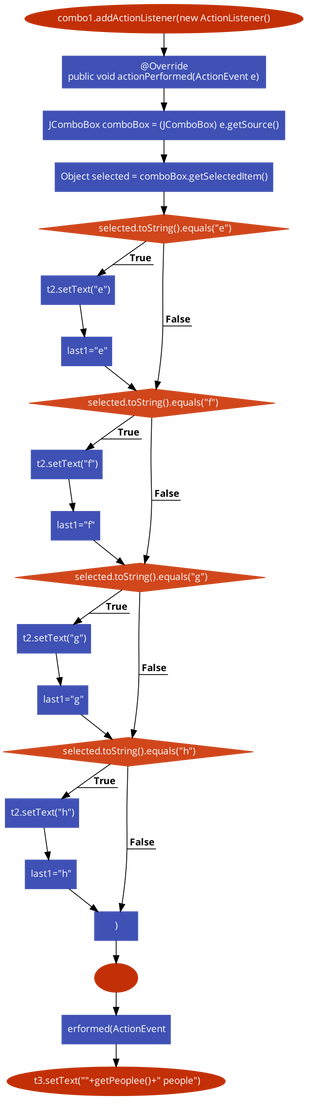 combo1.addActionListener(new ActionListener()
@Override
public void actionPerformed(ActionEvent e)
JComboBox comboBox = (JComboBox) e.getSource()
Object selected = comboBox.getSelectedItem()
selected.toString().equals("e")
True
t2.setText("e")
False
last1="e"
selected.toString().equals("f")
True
t2.setText("f")
False
last1="f"
selected.toString().equals("g")
True
t2.setText("g")
False
last1="g"
selected.toString().equals("h")
True
t2.setText("h")
False
last1="h"
)
erformed(ActionEvent
t3.setText(""+getPeoplee()+" people")